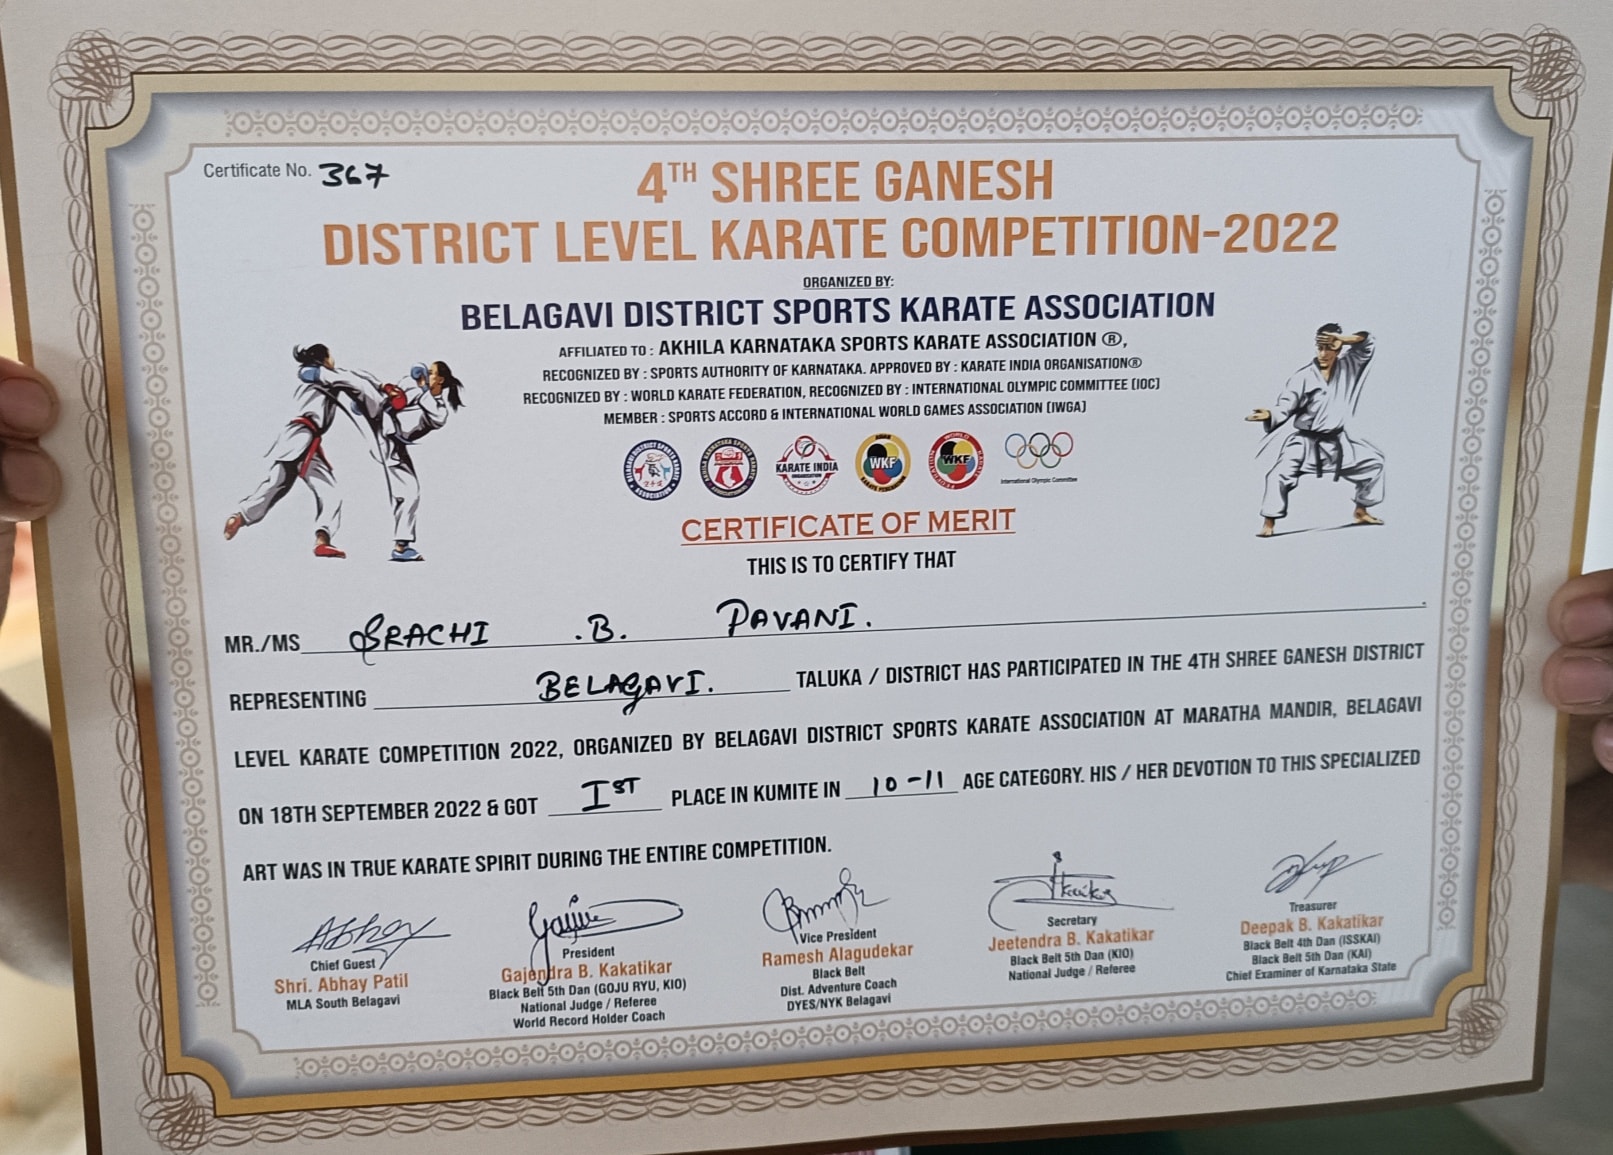 Certificate No. 367
4TH SHREE GANESH
DISTRICT LEVEL KARATE COMPETITION-2022
ORGANIZED BY:
BELAGAVI DISTRICT SPORTS KARATE ASSOCIATION
AFFILIATED TO : AKHILA KARNATAKA SPORTS KARATE ASSOCIATION ®,
RECOGNIZED BY : SPORTS AUTHORITY OF KARNATAKA. APPROVED BY : KARATE INDIA ORGANISATION®
RECOGNIZED BY : WORLD KARATE FEDERATION, RECOGNIZED BY : INTERNATIONAL OLYMPIC COMMITTEE (IOC)
MEMBER : SPORTS ACCORD & INTERNATIONAL WORLD GAMES ASSOCIATION (IWGA)
KARATE INDIA
WKF
WKF
International Olympic Committee
CERTIFICATE OF MERIT
THIS IS TO CERTIFY THAT
MR./MS PRACHI .B. PAVANI.
REPRESENTING BELAGAVI. TALUKA / DISTRICT HAS PARTICIPATED IN THE 4TH SHREE GANESH DISTRICT
LEVEL KARATE COMPETITION 2022, ORGANIZED BY BELAGAVI DISTRICT SPORTS KARATE ASSOCIATION AT MARATHA MANDIR, BELAGAVI
ON 18TH SEPTEMBER 2022 & GOT IST PLACE IN KUMITE IN 10-11 AGE CATEGORY. HIS / HER DEVOTION TO THIS SPECIALIZED
ART WAS IN TRUE KARATE SPIRIT DURING THE ENTIRE COMPETITION.
Abhay
Chief Guest
Shri. Abhay Patil
MLA South Belagavi
President
Gajendra B. Kakatikar
Black Belt 5th Dan (GOJU RYU, KIO)
National Judge / Referee
World Record Holder Coach
Vice President
Ramesh Alagudekar
Black Belt
Dist. Adventure Coach
DYES/NYK Belagavi
Secretary
Jeetendra B. Kakatikar
Black Belt 5th Dan (KIO)
National Judge / Referee
Treasurer
Deepak B. Kakatikar
Black Belt 4th Dan (ISSKAI)
Black Belt 5th Dan (KAI)
Chief Examiner of Karnataka State